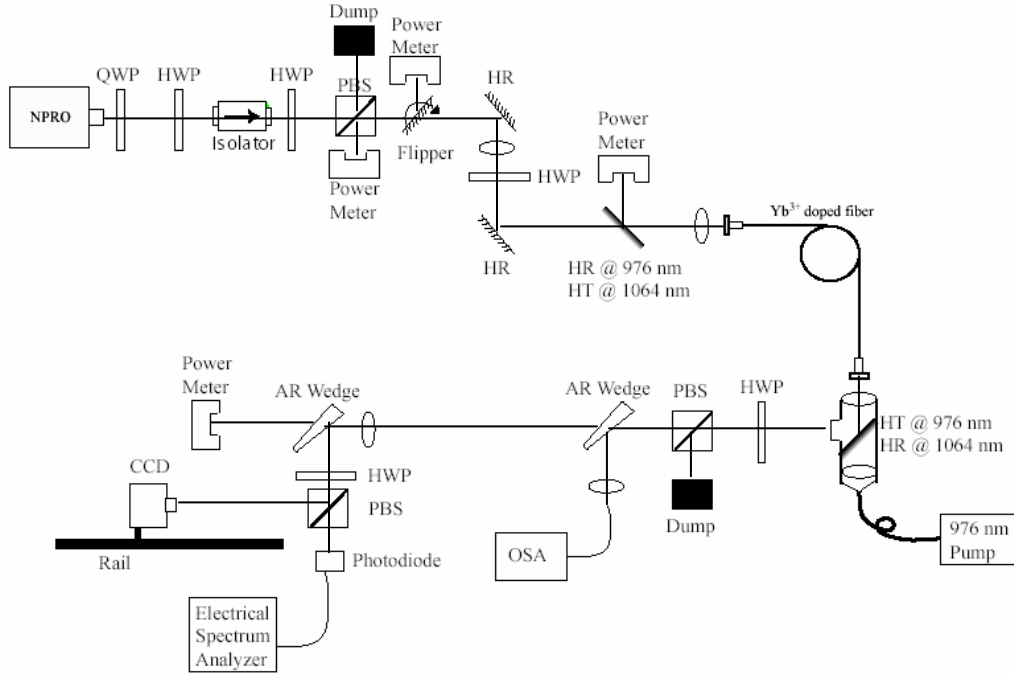 Dump
Power
Meter
QWP
HWP
HWP
PBS
HR
NPRO
Isolator
Flipper
Power
Meter
Power
Meter
HWP
Yb3+ doped fiber
HR
HR @ 976 nm
HT @ 1064 nm
Power
Meter
AR Wedge
AR Wedge
PBS
HWP
HT @ 976 nm
HR @ 1064 nm
CCD
HWP
PBS
Dump
976 nm
Pump
OSA
Rail
Photodiode
Electrical
Spectrum
Analyzer